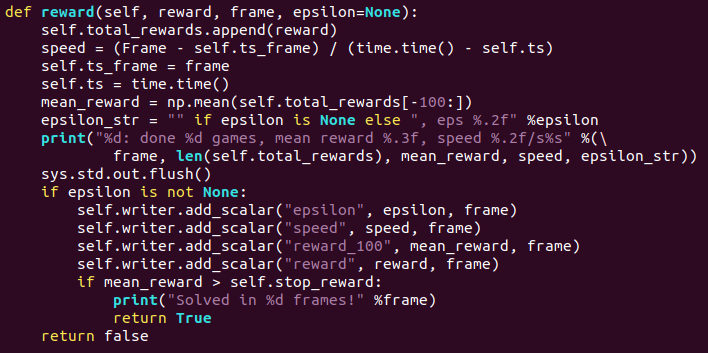 def reward(self, reward, frame, epsilon=None):
    self.total_rewards.append(reward)
    speed = (Frame - self.ts_frame) / (time.time() - self.ts)
    self.ts_frame = frame
    self.ts = time.time()
    mean_reward = np.mean(self.total_rewards[-100:])
    epsilon_str = "" if epsilon is None else ", eps %.2f" %epsilon
    print("%d: done %d games, mean reward %.3f, speed %.2f/s%s" %(\
            frame, len(self.total_rewards), mean_reward, speed, epsilon_str))
    sys.std.out.flush()
    if epsilon is not None:
        self.writer.add_scalar("epsilon", epsilon, frame)
        self.writer.add_scalar("speed", speed, frame)
        self.writer.add_scalar("reward_100", mean_reward, frame)
        self.writer.add_scalar("reward", reward, frame)
        if mean_reward > self.stop_reward:
            print("Solved in %d frames!" %frame)
            return True
    return false